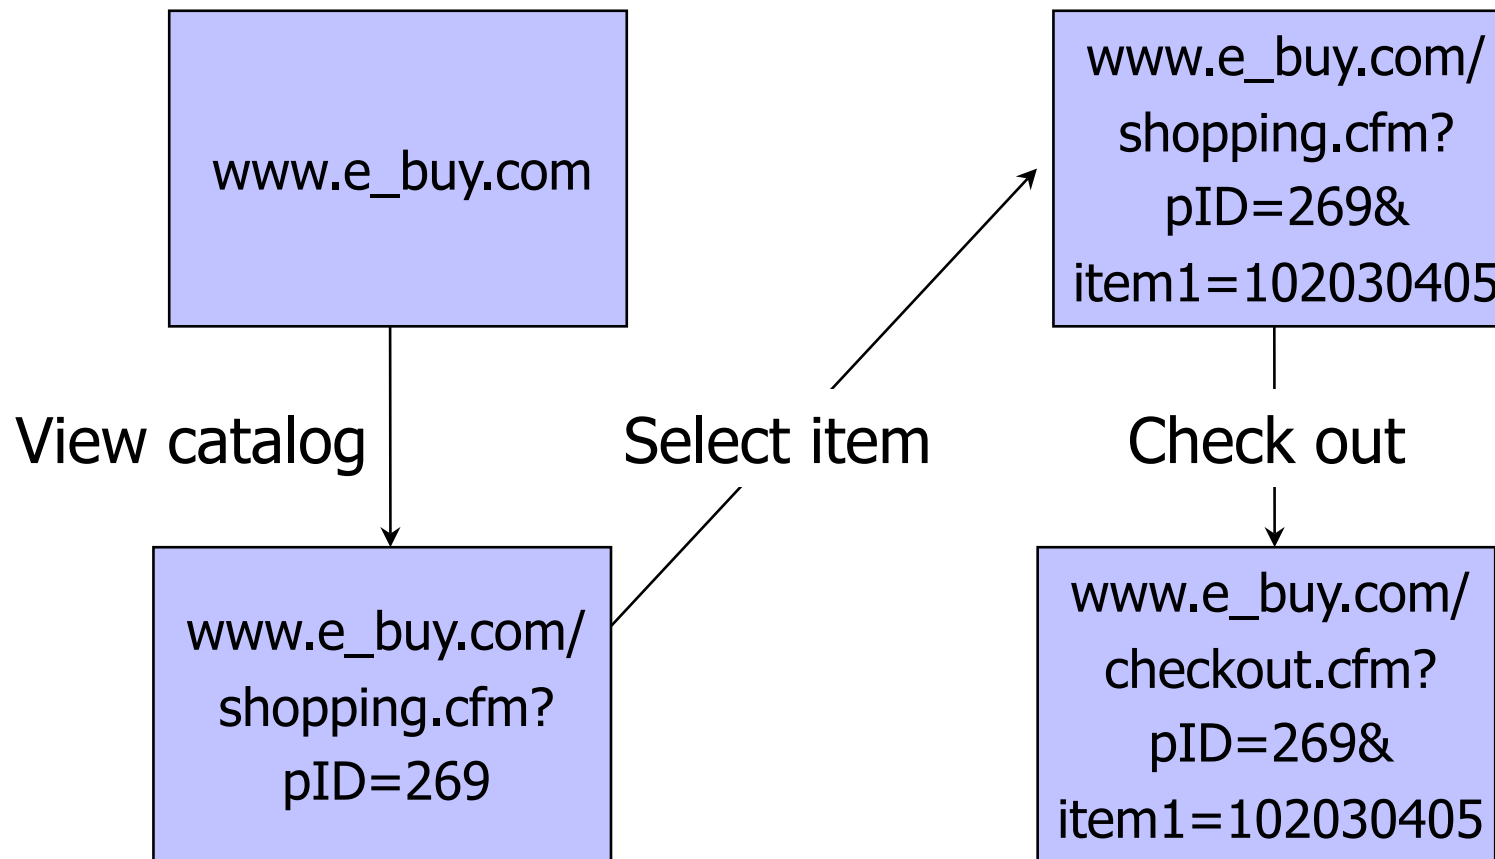 www.e_buy.com
View catalog
www.e_buy.com/
shopping.cfm?
pID=269
Select item
www.e_buy.com/
shopping.cfm?
pID=269&
item1=102030405
Check out
www.e_buy.com/
checkout.cfm?
pID=269&
item1=102030405